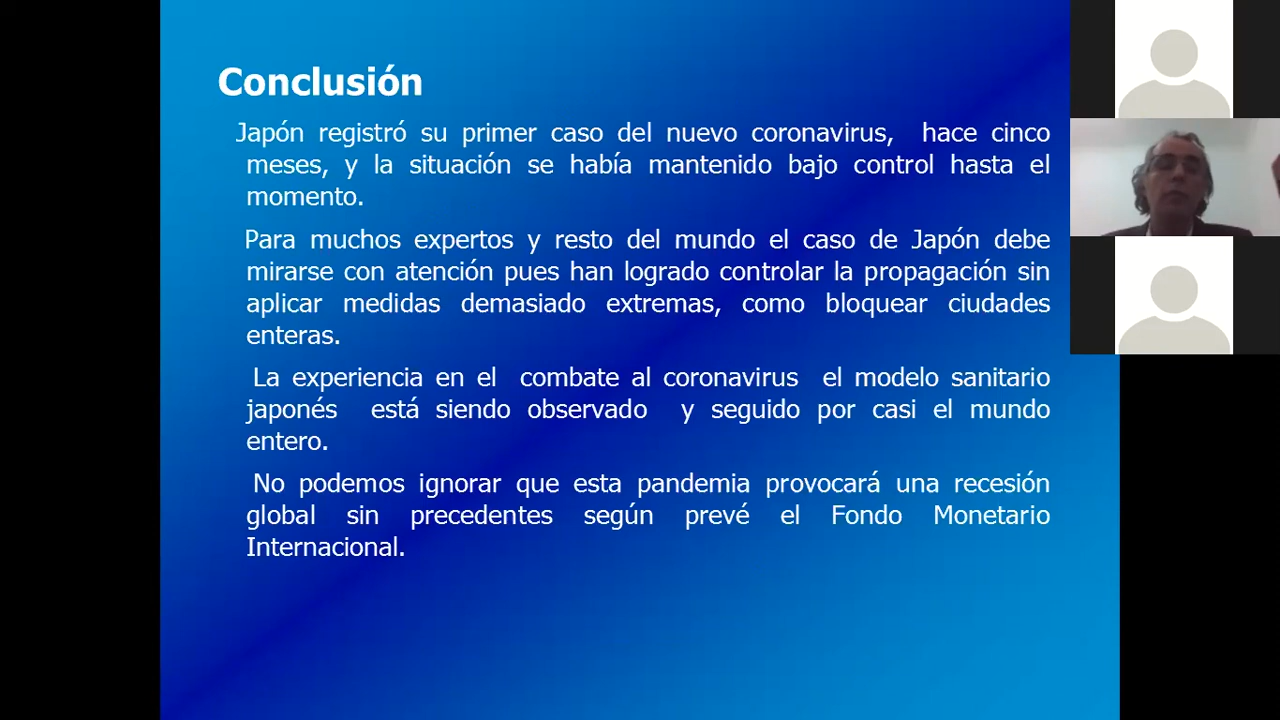 Conclusión
Japón registró su primer caso del nuevo coronavirus, hace cinco
meses, y la situación se había mantenido bajo control hasta el
momento.
Para muchos expertos y resto del mundo el caso de Japón debe
mirarse con atención pues han logrado controlar la propagación sin
aplicar medidas demasiado extremas, como bloquear ciudades
enteras.
La experiencia en el combate al coronavirus el modelo sanitario
japonés está siendo observado y seguido por casi el mundo
entero.
No podemos ignorar que esta pandemia provocará una recesión
global sin precedentes según prevé el Fondo Monetario
Internacional.